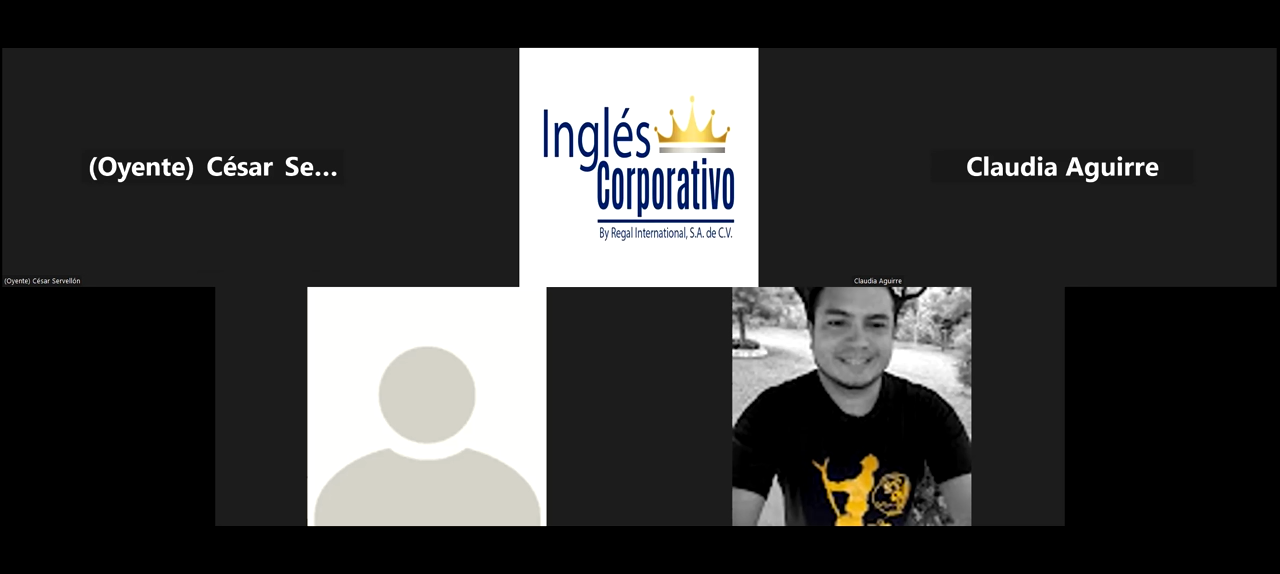 (Oyente) César Se...
Inglés
Corporativo
By Regal International, S.A. de C.V.
Claudia Aguirre
(Oyente) César Servellón
Claudia Aguirre